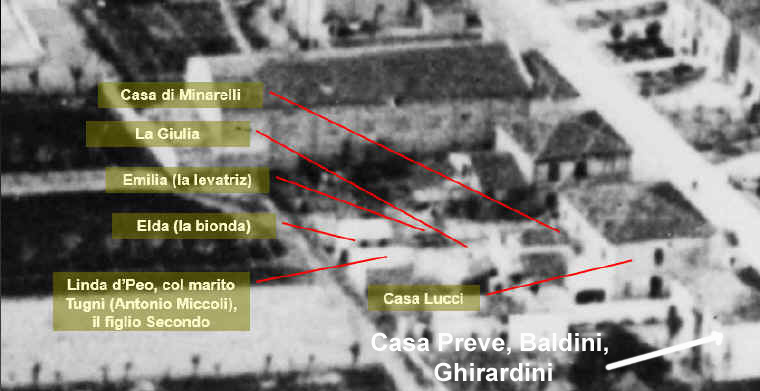 Casa di Minarelli
La Giulia
Emilia (la levatriz)
Elda (la bionda)
Linda d'Peo, col marito
Tugnì (Antonio Miccoli),
il figlio Secondo
Casa Lucci
Casa Preve, Baldini,
Ghirardini